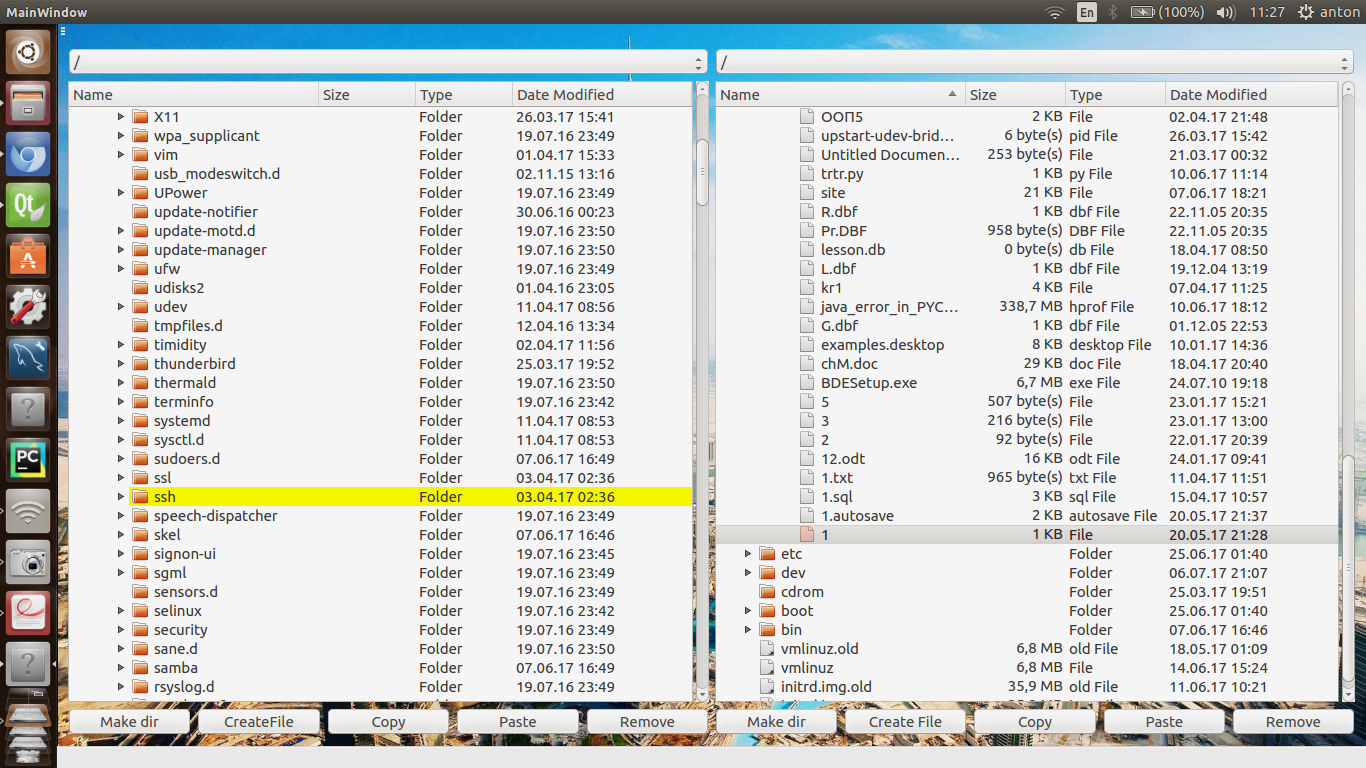 MainWindow En (100%) 11:27 anton
/ /
Name Size Type Date Modified
X11 Folder 26.03.17 15:41
wpa_supplicant Folder 19.07.16 23:49
vim Folder 01.04.17 15:33
usb_modeswitch.d Folder 02.11.15 13:16
UPower Folder 19.07.16 23:49
update-notifier Folder 30.06.16 00:23
update-motd.d Folder 19.07.16 23:50
update-manager Folder 19.07.16 23:50
ufw Folder 19.07.16 23:49
udisks2 Folder 01.04.16 23:05
udev Folder 11.04.17 08:56
tmpfiles.d Folder 12.04.16 13:34
timidity Folder 02.04.17 11:56
thunderbird Folder 25.03.17 19:52
thermald Folder 19.07.16 23:50
terminfo Folder 19.07.16 23:42
systemd Folder 11.04.17 08:53
sysctl.d Folder 11.04.17 08:53
sudoers.d Folder 07.06.17 16:49
ssl Folder 03.04.17 02:36
ssh Folder 03.04.17 02:36
speech-dispatcher Folder 19.07.16 23:49
skel Folder 07.06.17 16:46
signon-ui Folder 19.07.16 23:45
sgml Folder 19.07.16 23:49
sensors.d Folder 19.07.16 23:49
selinux Folder 19.07.16 23:42
security Folder 19.07.16 23:49
sane.d Folder 19.07.16 23:50
samba Folder 07.06.17 16:49
rsyslog.d Folder 19.07.16 23:49
Make dir CreateFile Copy Paste Remove
Name Size Type Date Modified
ООП5 2 KB File 02.04.17 21:48
upstart-udev-brid... 6 byte(s) pid File 26.03.17 15:42
Untitled Documen... 253 byte(s) File 21.03.17 00:32
trtr.py 1 KB py File 10.06.17 11:14
site 21 KB File 07.06.17 18:21
R.dbf 1 KB dbf File 22.11.05 20:35
Pr.DBF 958 byte(s) DBF File 22.11.05 20:35
lesson.db 0 byte(s) db File 18.04.17 08:50
L.dbf 1 KB dbf File 19.12.04 13:19
kr1 4 KB File 07.04.17 11:25
java_error_in_PYC... 338,7 MB hprof File 10.06.17 18:12
G.dbf 1 KB dbf File 01.12.05 22:53
examples.desktop 8 KB desktop File 10.01.17 14:36
chM.doc 29 KB doc File 18.04.17 20:40
BDESetup.exe 6,7 MB exe File 24.07.10 19:18
5 507 byte(s) File 23.01.17 15:21
3 216 byte(s) File 23.01.17 13:00
2 92 byte(s) File 22.01.17 20:39
12.odt 16 KB odt File 24.01.17 09:41
1.txt 965 byte(s) txt File 11.04.17 11:51
1.sql 3 KB sql File 15.04.17 10:57
1.autosave 2 KB autosave File 20.05.17 21:37
1 1 KB File 20.05.17 21:28
etc Folder 25.06.17 01:40
dev Folder 06.07.17 21:07
cdrom Folder 25.03.17 19:51
boot Folder 25.06.17 01:40
bin Folder 07.06.17 16:46
vmlinuz.old 6,8 MB old File 18.05.17 01:09
vmlinuz 6,8 MB File 14.06.17 15:24
initrd.img.old 35,9 MB old File 11.06.17 10:21
Make dir Create File Copy Paste Remove
Qt
A
PC